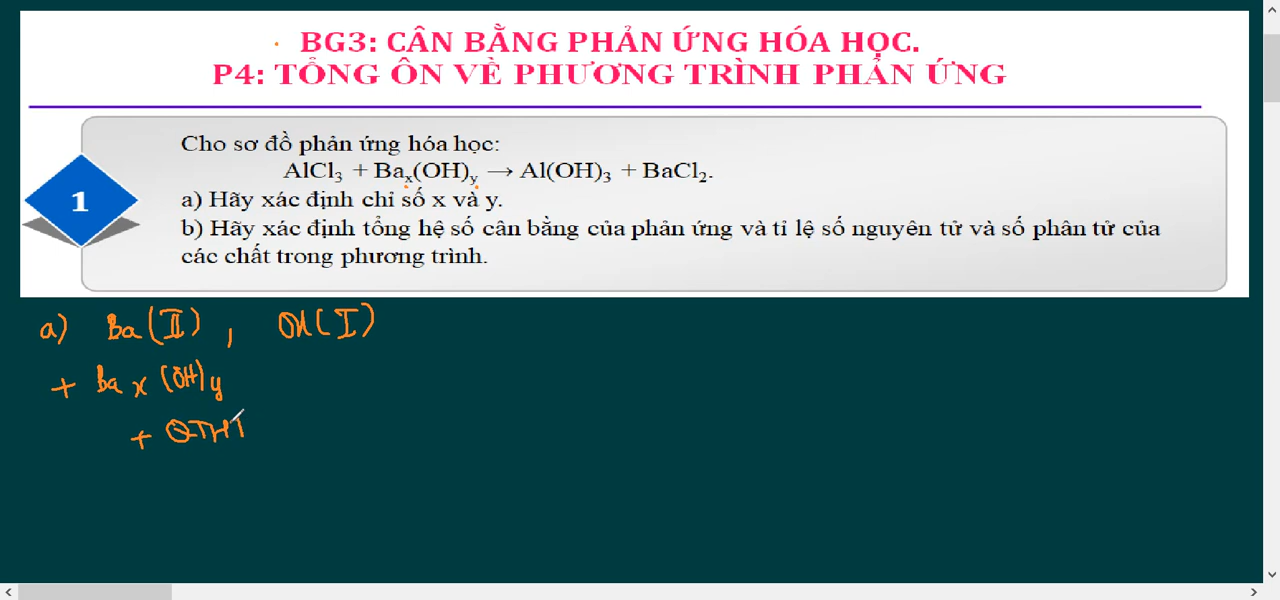 BG3: CÂN BẰNG PHẢN ỨNG HÓA HỌC.
P4: TỔNG ÔN VỀ PHƯƠNG TRÌNH PHẢN ỨNG
1
Cho sơ đồ phản ứng hóa học:
AlCl₃ + Baₓ(OH)y → Al(OH)₃ + BaCl₂.
a) Hãy xác định chỉ số x và y.
b) Hãy xác định tổng hệ số cân bằng của phản ứng và tỉ lệ số nguyên tử và số phân tử của
các chất trong phương trình.
a) Ba (II), OH (I)
+ Ba x (OH) y
+ QTHT